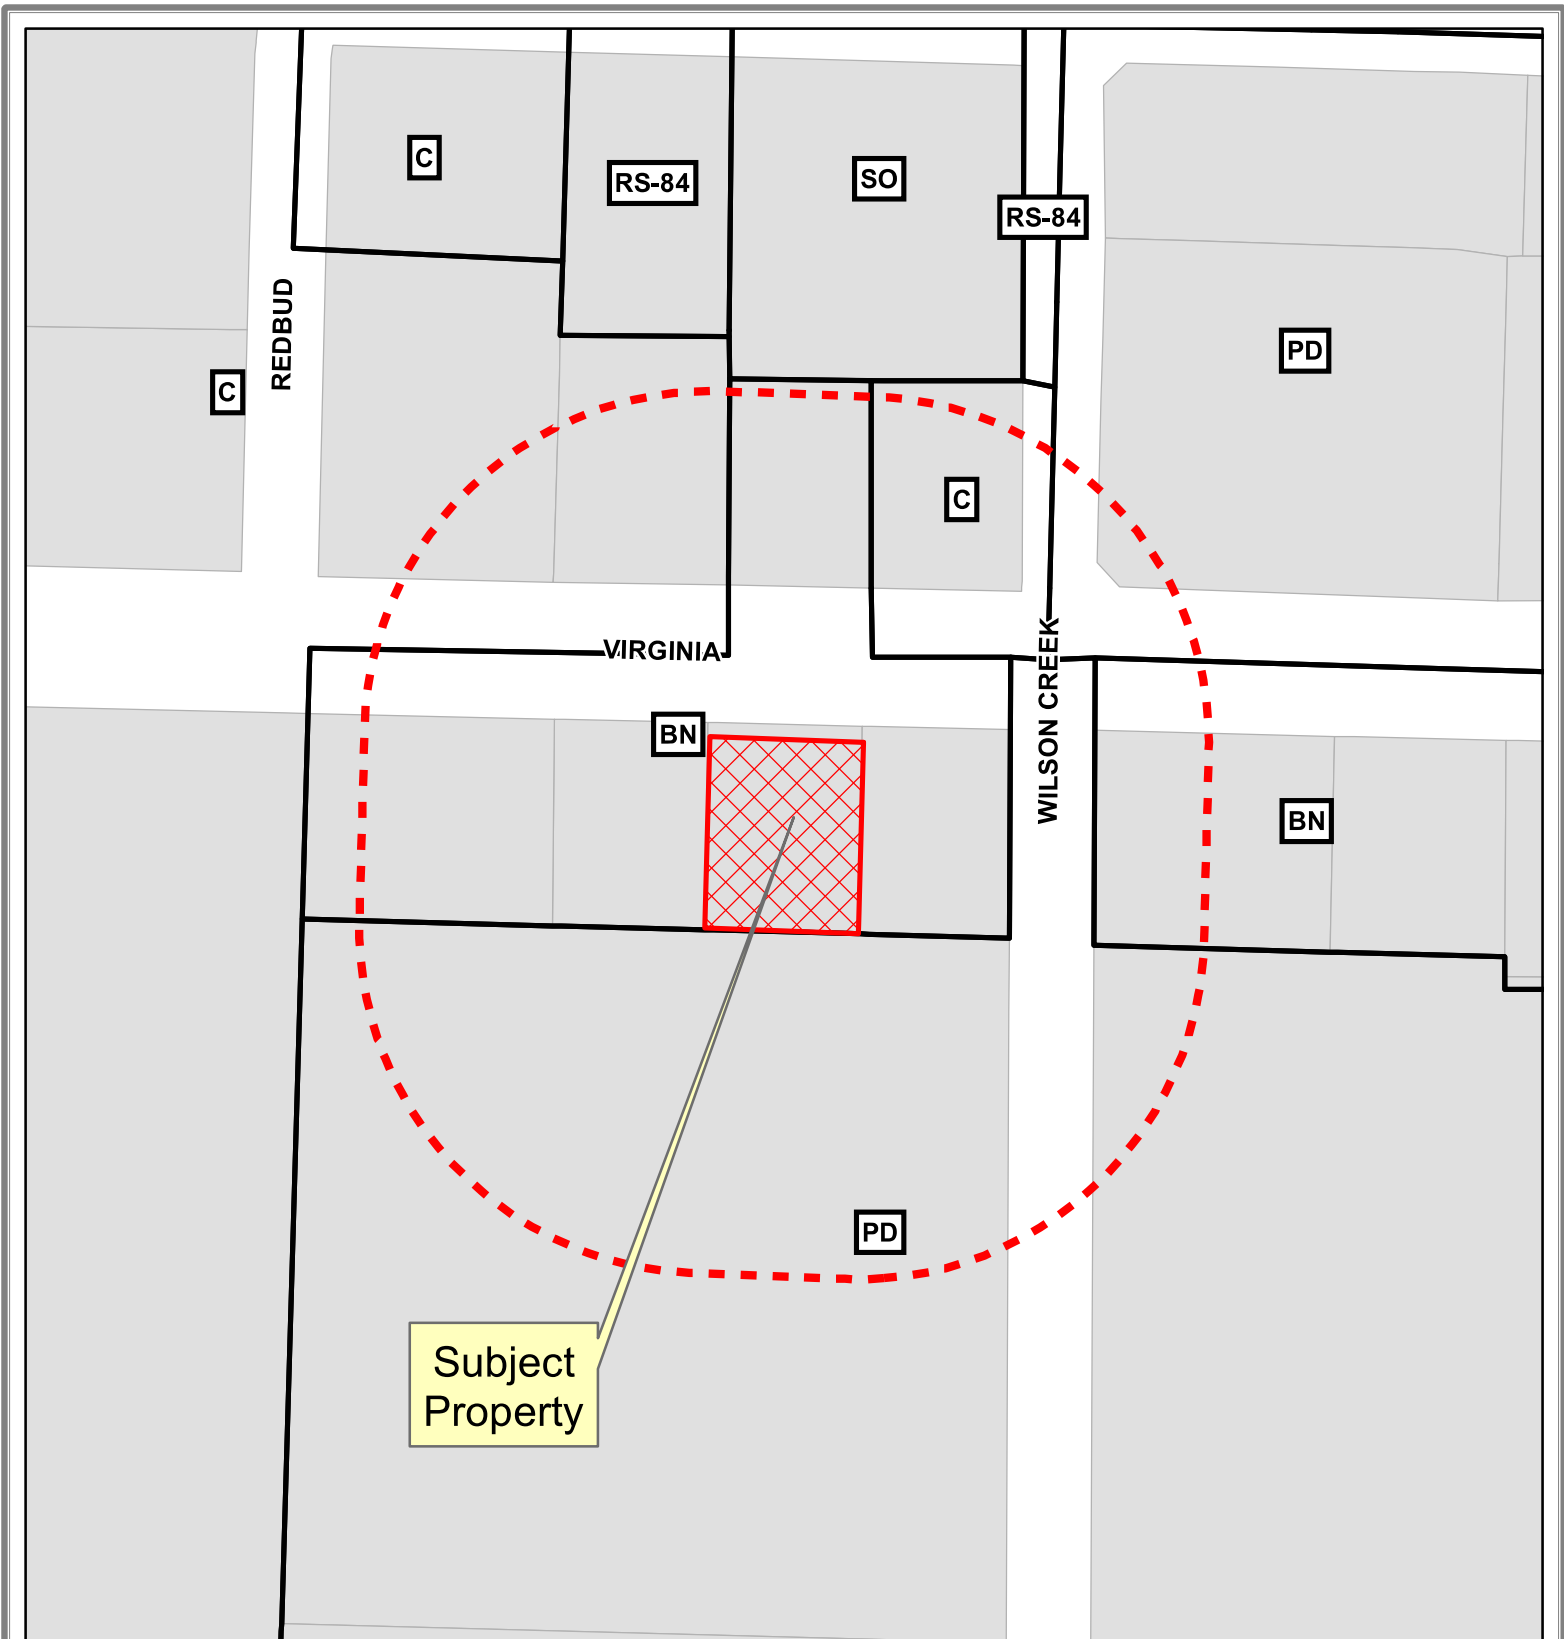 C
RS-84
SO
RS-84
REDBUD
PD
C
C
VIRGINIA
WILSON CREEK
BN
BN
PD
Subject
Property